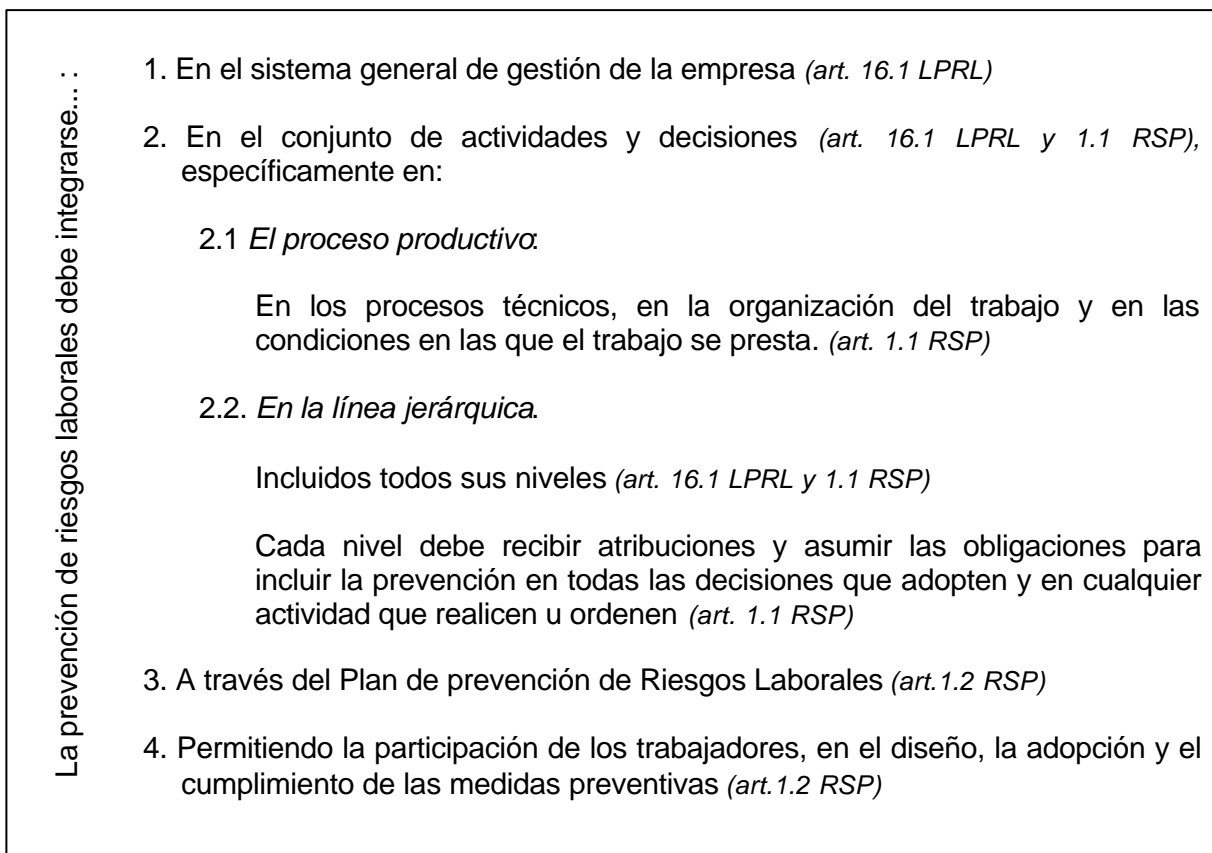 La prevención de riesgos laborales debe integrarse... :
1. En el sistema general de gestión de la empresa (art. 16.1 LPRL)
2. En el conjunto de actividades y decisiones (art. 16.1 LPRL y 1.1 RSP),
específicamente en:
2.1 El proceso productivo:
En los procesos técnicos, en la organización del trabajo y en las
condiciones en las que el trabajo se presta. (art. 1.1 RSP)
2.2. En la línea jerárquica.
Incluidos todos sus niveles (art. 16.1 LPRL y 1.1 RSP)
Cada nivel debe recibir atribuciones y asumir las obligaciones para
incluir la prevención en todas las decisiones que adopten y en cualquier
actividad que realicen u ordenen (art. 1.1 RSP)
3. A través del Plan de prevención de Riesgos Laborales (art.1.2 RSP)
4. Permitiendo la participación de los trabajadores, en el diseño, la adopción y el
cumplimiento de las medidas preventivas (art.1.2 RSP)